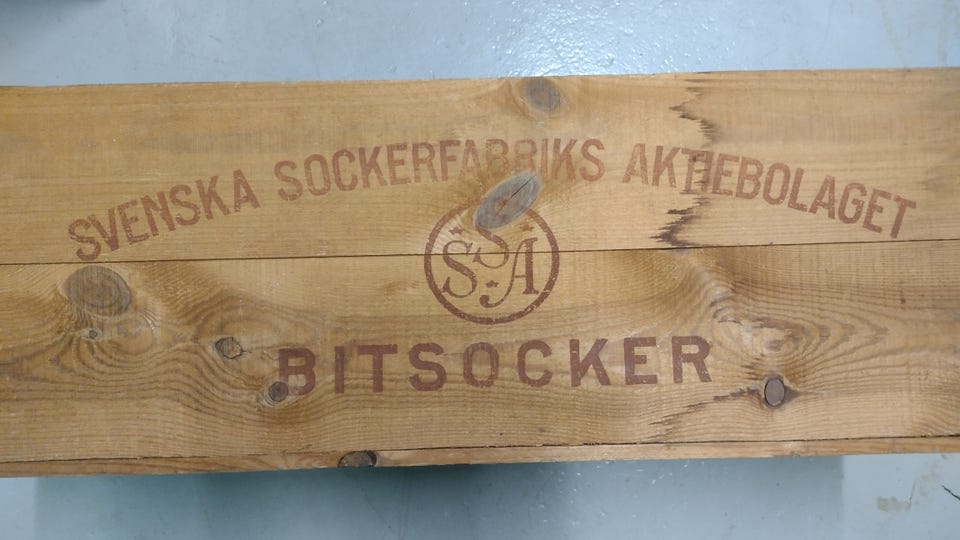 SVENSKA SOCKERFABRIKS AKTIEBOLAGET
SSA
BITSOCKER